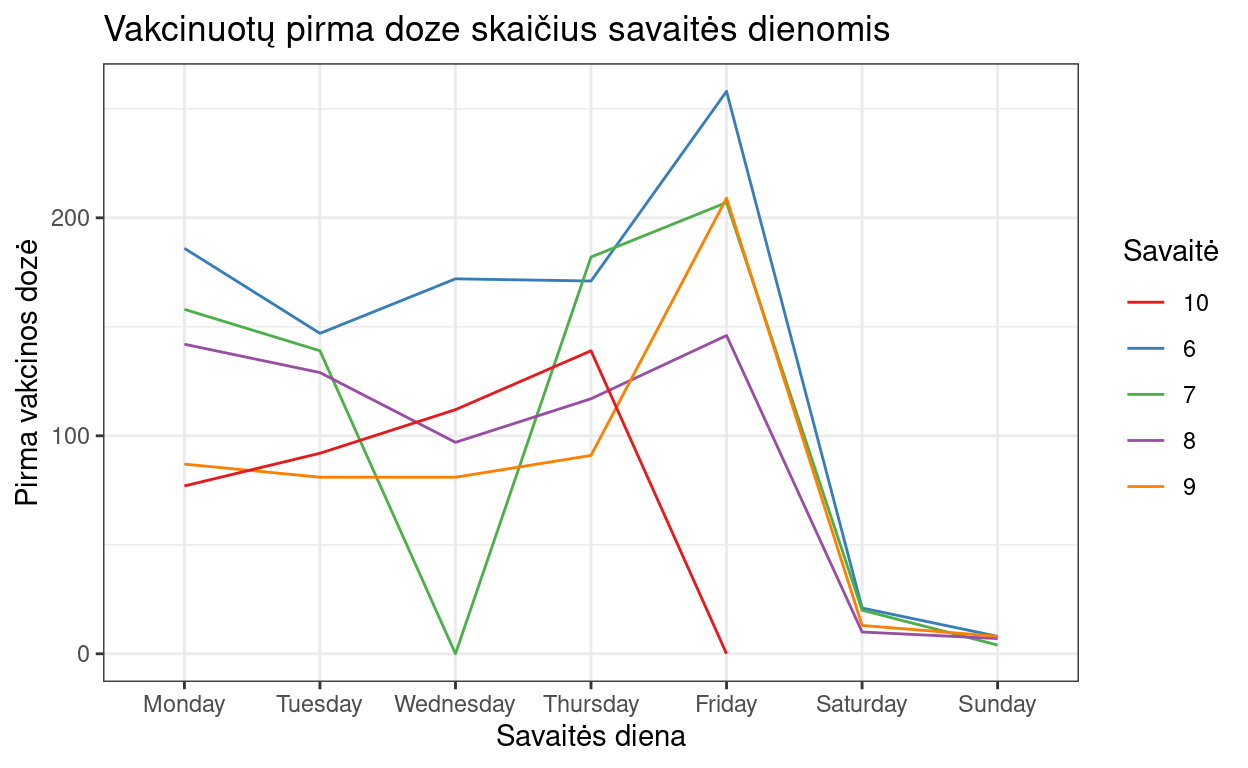 Vakcinuotų pirma doze skaičius savaitės dienomis
Pirma vakcinos dozė
200
100
0
Monday Tuesday Wednesday Thursday Friday Saturday Sunday
Savaitės diena
Savaitė
10
6
7
8
9